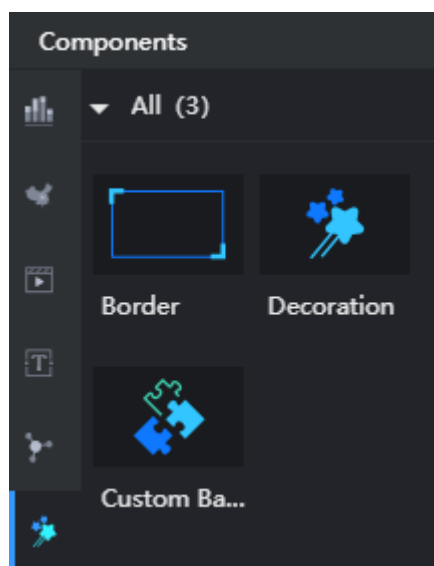 Components
All (3)
Border
Decoration
T
Custom Ba...